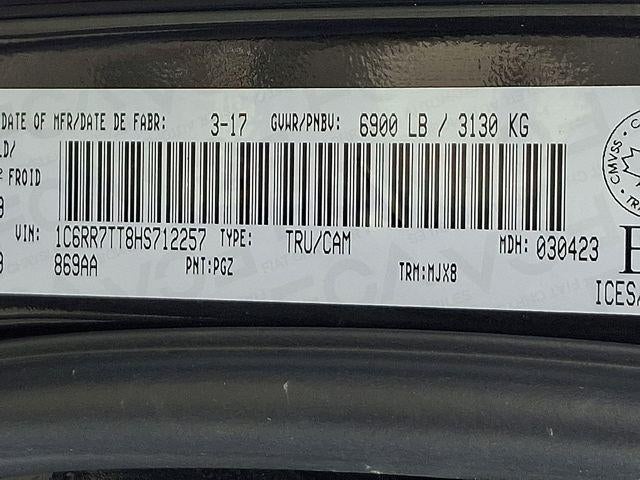 DATE OF MFR/DATE DE FABR: 3-17 GVWR/PNBV: 6900 LB / 3130 KG
CMVSS
FROID
VIN: 1C6RR7TT8HS712257 TYPE: TRU/CAM MDH: 030423
869AA PNT:PGZ TRM:MJX8
ICES/